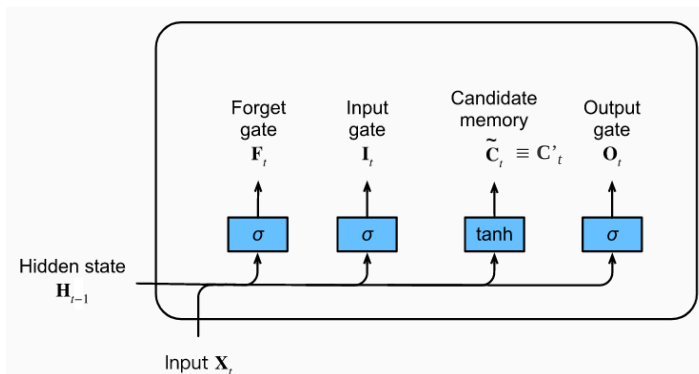 Forget
gate
Fₜ
Input
gate
Iₜ
Candidate
memory
C̃ₜ ≡ C’ₜ
Output
gate
Oₜ
σ
σ
tanh
σ
Hidden state
Hₜ₋₁
Input Xₜ